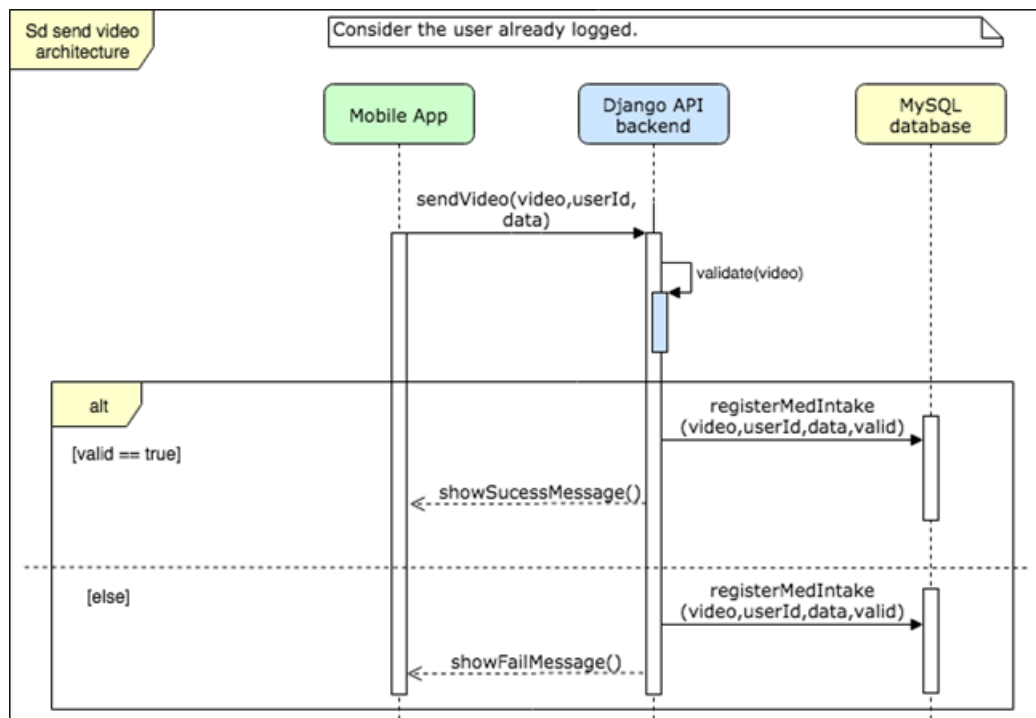 Sd send video
architecture
Consider the user already logged.
Mobile App
Django API
backend
MySQL
database
sendVideo(video,userId,
data)
validate(video)
alt
[valid == true]
registerMedIntake
(video,userId,data,valid)
showSucessMessage()
[else]
registerMedIntake
(video,userId,data,valid)
showFailMessage()